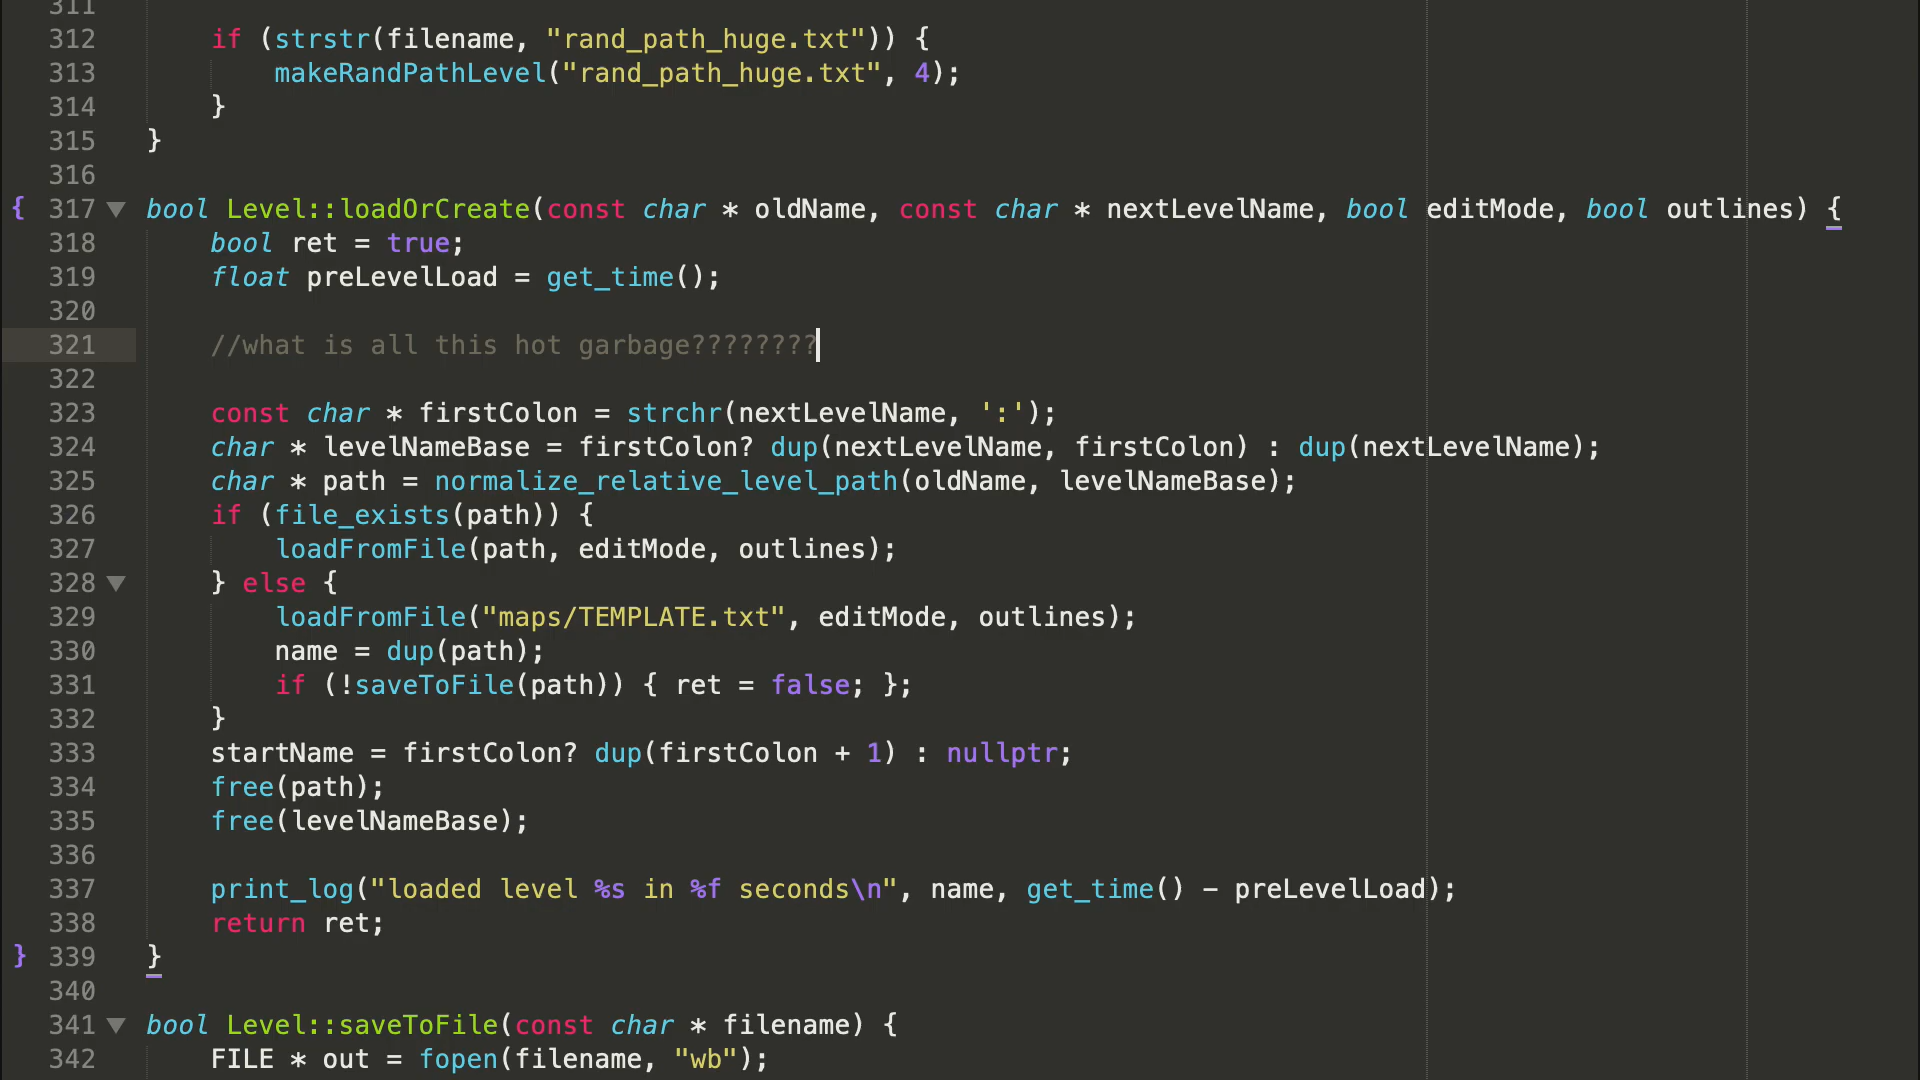 311
312     if (strstr(filename, "rand_path_huge.txt")) {
313         makeRandPathLevel("rand_path_huge.txt", 4);
314     }
315 }
316
{ 317 bool Level::loadOrCreate(const char * oldName, const char * nextLevelName, bool editMode, bool outlines) {
318     bool ret = true;
319     float preLevelLoad = get_time();
320
321     //what is all this hot garbage????????
322
323     const char * firstColon = strchr(nextLevelName, ':');
324     char * levelNameBase = firstColon? dup(nextLevelName, firstColon) : dup(nextLevelName);
325     char * path = normalize_relative_level_path(oldName, levelNameBase);
326     if (file_exists(path)) {
327         loadFromFile(path, editMode, outlines);
328     } else {
329         loadFromFile("maps/TEMPLATE.txt", editMode, outlines);
330         name = dup(path);
331         if (!saveToFile(path)) { ret = false; };
332     }
333     startName = firstColon? dup(firstColon + 1) : nullptr;
334     free(path);
335     free(levelNameBase);
336
337     print_log("loaded level %s in %f seconds\n", name, get_time() - preLevelLoad);
338     return ret;
} 339 }
340
341 bool Level::saveToFile(const char * filename) {
342     FILE * out = fopen(filename, "wb");